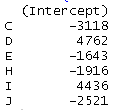 (Intercept)
C -3118
D 4762
E -1643
H -1916
I 4436
J -2521